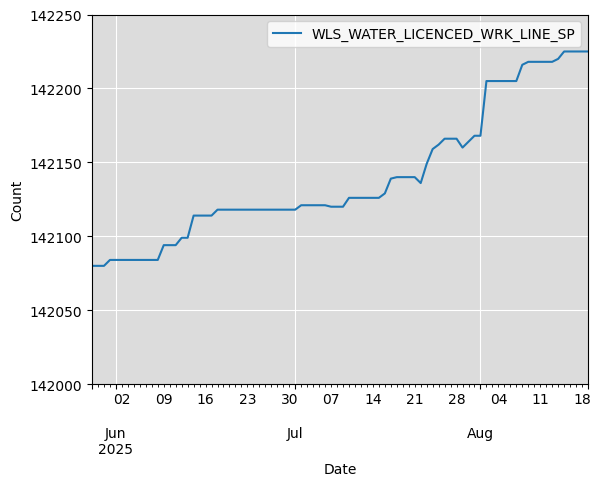 WLS_WATER_LICENCED_WRK_LINE_SP
142250
142200
142150
142100
142050
142000
Count
02 09 16 23 30 07 14 21 28 04 11 18
Jun Jul Aug
2025
Date